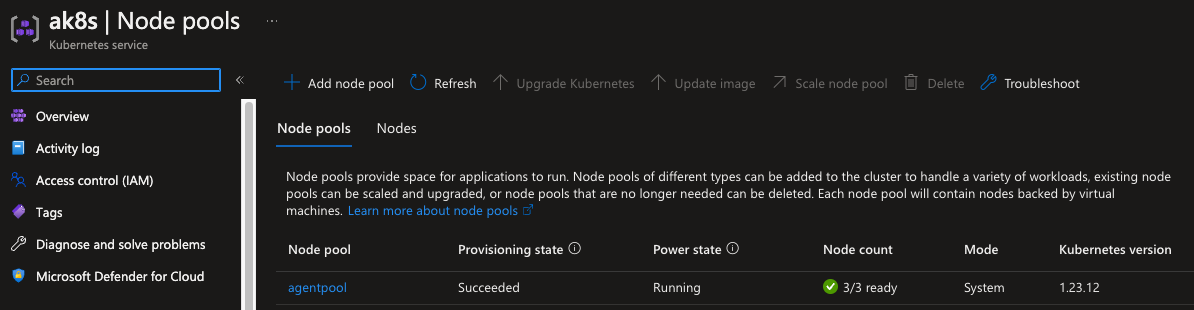 ak8s | Node pools ...
Kubernetes service
Search «
Add node pool Refresh Upgrade Kubernetes Update image Scale node pool Delete Troubleshoot
Overview
Activity log
Access control (IAM)
Tags
Diagnose and solve problems
Microsoft Defender for Cloud
Node pools Nodes
Node pools provide space for applications to run. Node pools of different types can be added to the cluster to handle a variety of workloads, existing node
pools can be scaled and upgraded, or node pools that are no longer needed can be deleted. Each node pool will contain nodes backed by virtual
machines. Learn more about node pools
Node pool Provisioning state Power state Node count Mode Kubernetes version
agentpool Succeeded Running 3/3 ready System 1.23.12